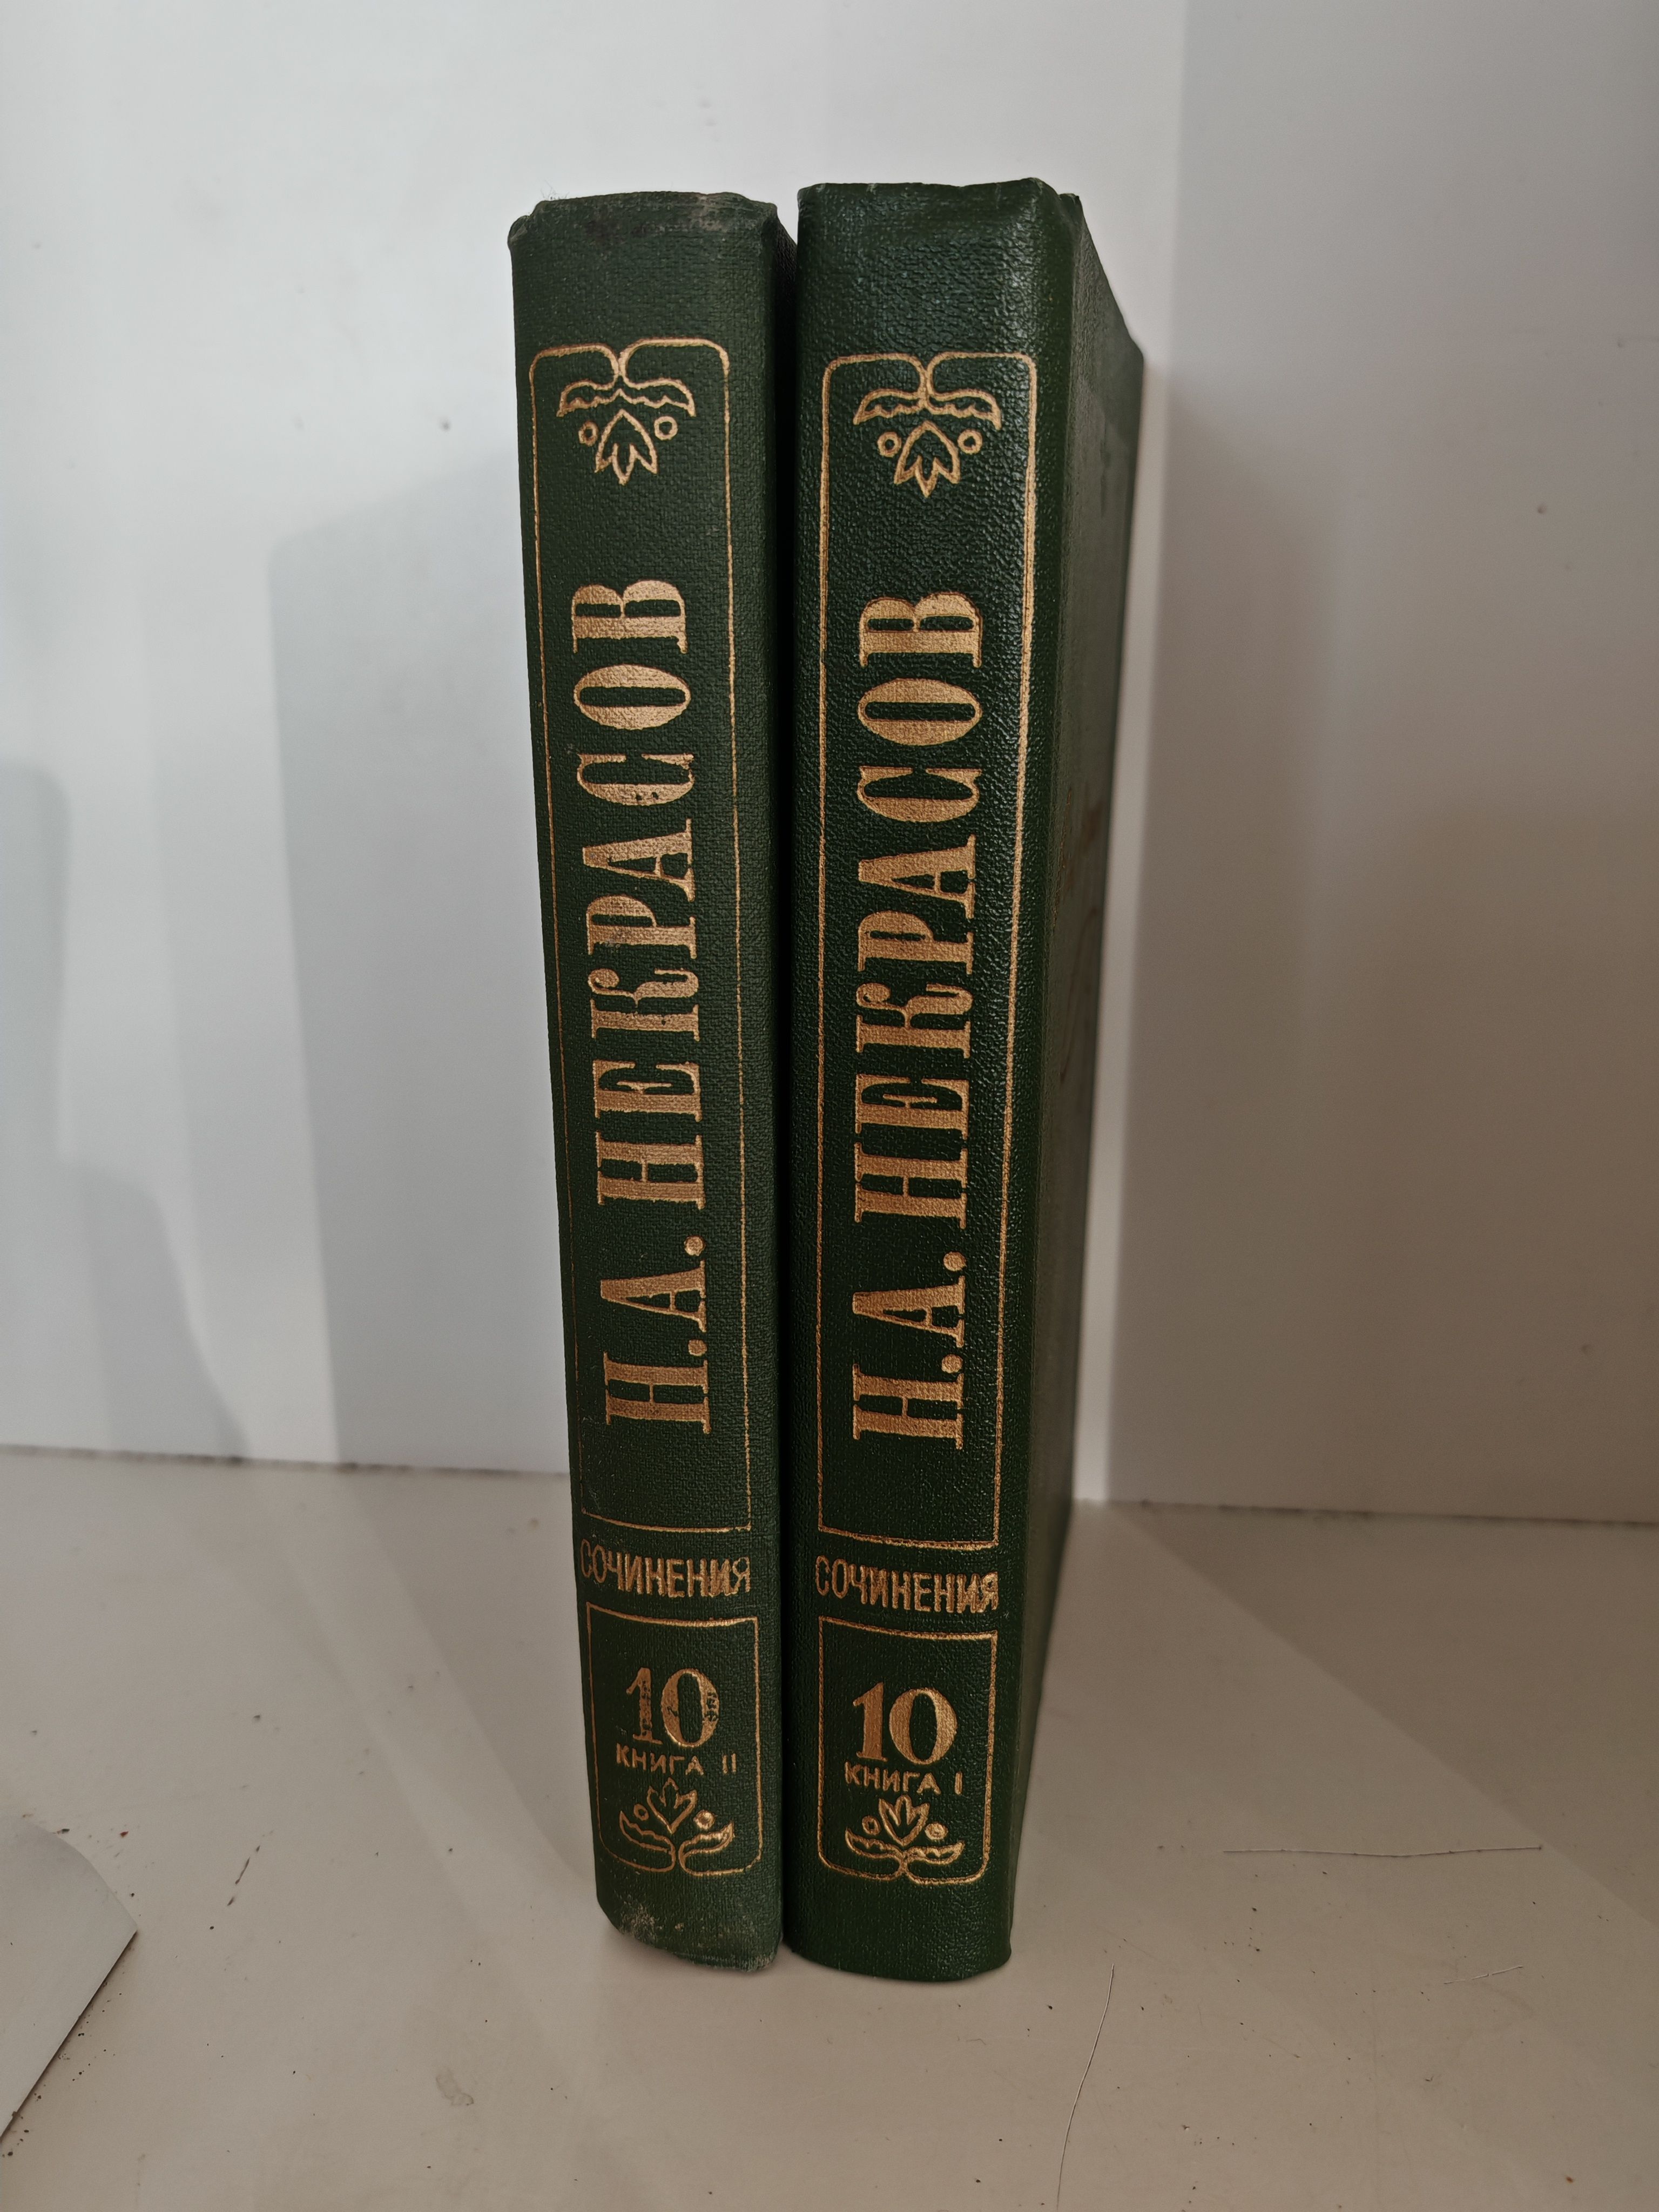 Н.А. НЕКРАСОВ
СОЧИНЕНИЯ
10
КНИГА II
Н.А. НЕКРАСОВ
СОЧИНЕНИЯ
10
КНИГА I